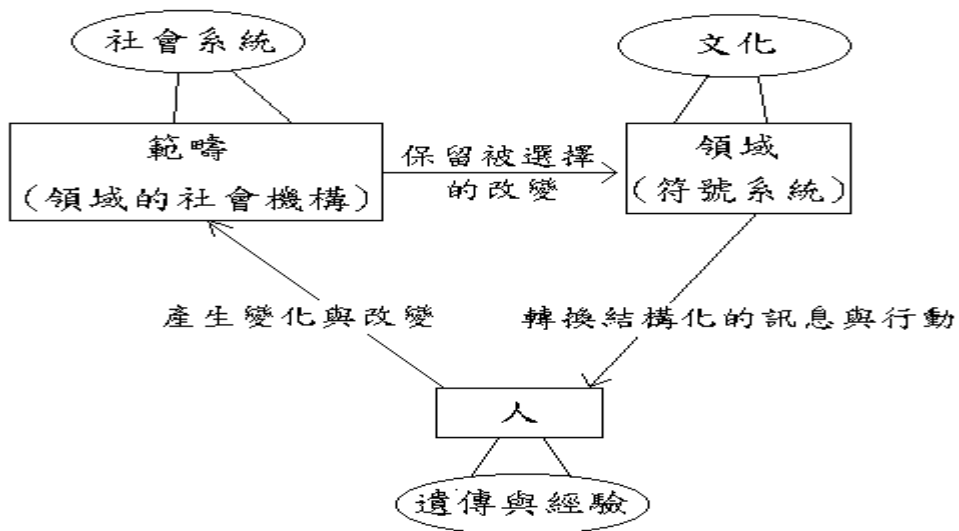 社會系統
文化
範疇
(領域的社會機構)
保留被選擇
的改變
領域
(符號系統)
產生變化與改變
轉換結構化的訊息與行動
人
遺傳與經驗